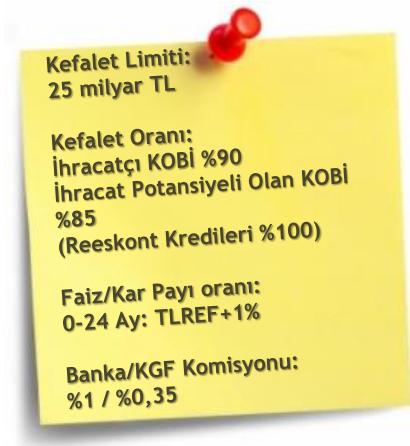 Kefalet Limiti:
25 milyar TL
Kefalet Oranı:
İhracatçı KOBİ %90
İhracat Potansiyeli Olan KOBİ
%85
(Reeskont Kredileri %100)
Faiz/Kar Payı oranı:
0-24 Ay: TLREF+1%
Banka/KGF Komisyonu:
%1 / %0,35